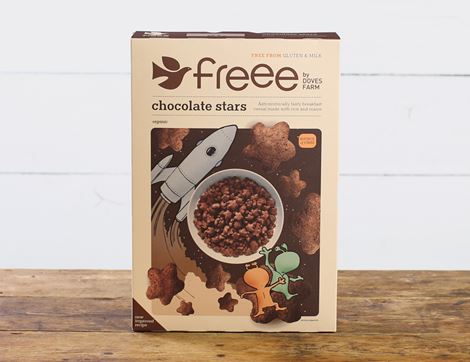 FREE FROM GLUTEN & MILK
freee
by
DOVES
FARM
chocolate stars
Astronomically tasty breakfast
cereal made with rice and maize
organic
new
improved
recipe